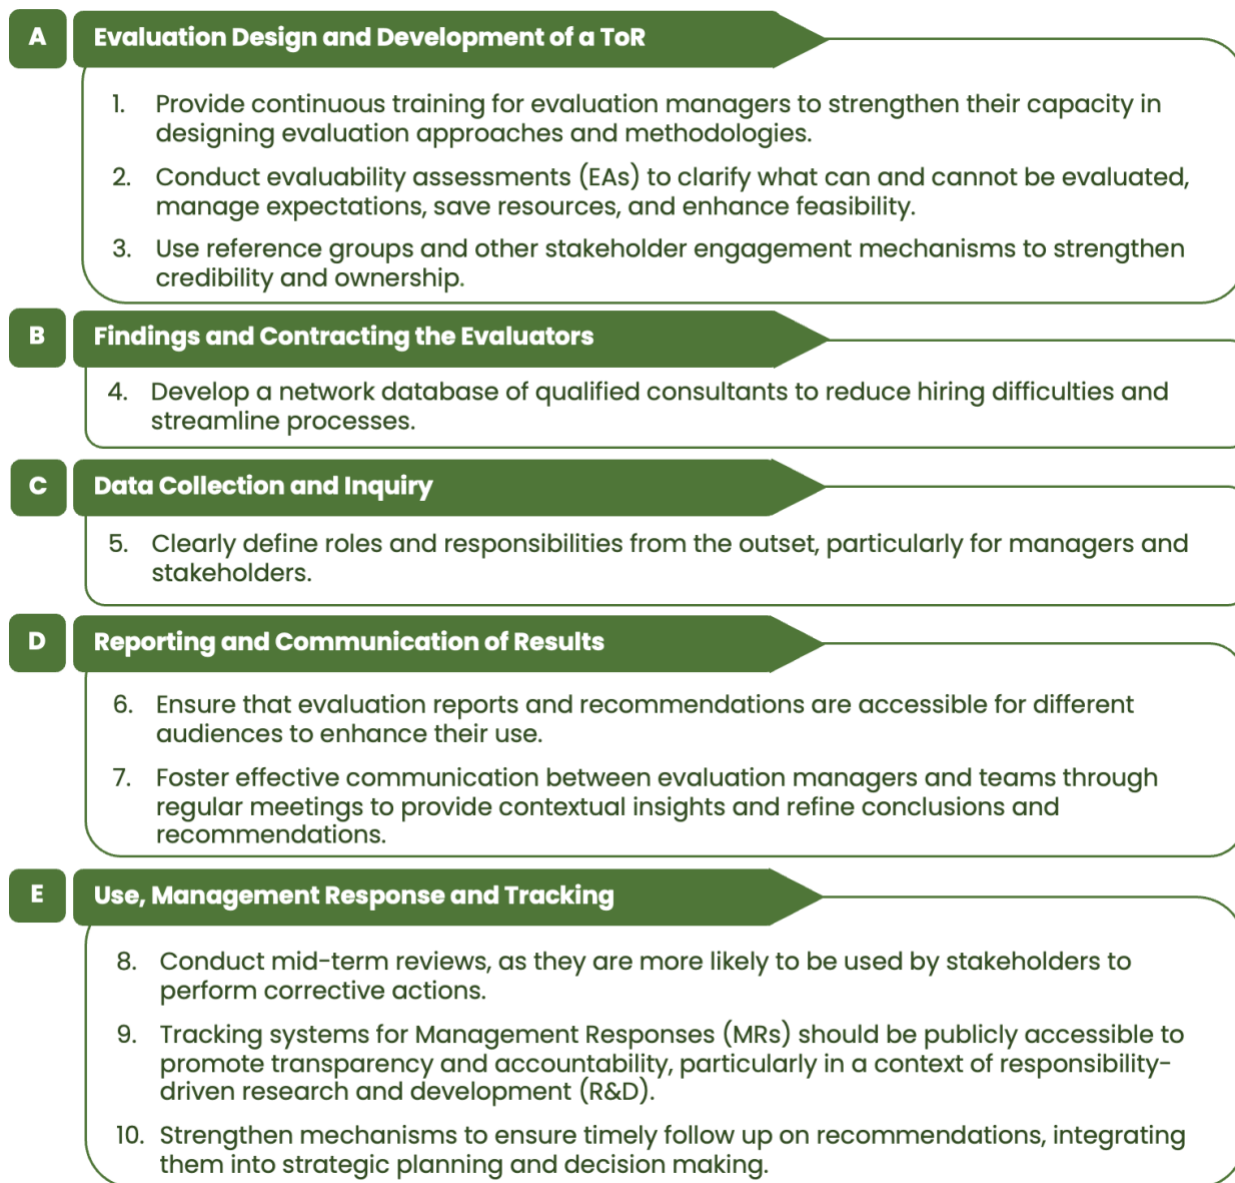 A
Evaluation Design and Development of a ToR
1. Provide continuous training for evaluation managers to strengthen their capacity in
designing evaluation approaches and methodologies.
2. Conduct evaluability assessments (EAs) to clarify what can and cannot be evaluated,
manage expectations, save resources, and enhance feasibility.
3. Use reference groups and other stakeholder engagement mechanisms to strengthen
credibility and ownership.
B
Findings and Contracting the Evaluators
4. Develop a network database of qualified consultants to reduce hiring difficulties and
streamline processes.
C
Data Collection and Inquiry
5. Clearly define roles and responsibilities from the outset, particularly for managers and
stakeholders.
D
Reporting and Communication of Results
6. Ensure that evaluation reports and recommendations are accessible for different
audiences to enhance their use.
7. Foster effective communication between evaluation managers and teams through
regular meetings to provide contextual insights and refine conclusions and
recommendations.
E
Use, Management Response and Tracking
8. Conduct mid-term reviews, as they are more likely to be used by stakeholders to
perform corrective actions.
9. Tracking systems for Management Responses (MRs) should be publicly accessible to
promote transparency and accountability, particularly in a context of responsibility-
driven research and development (R&D).
10. Strengthen mechanisms to ensure timely follow up on recommendations, integrating
them into strategic planning and decision making.